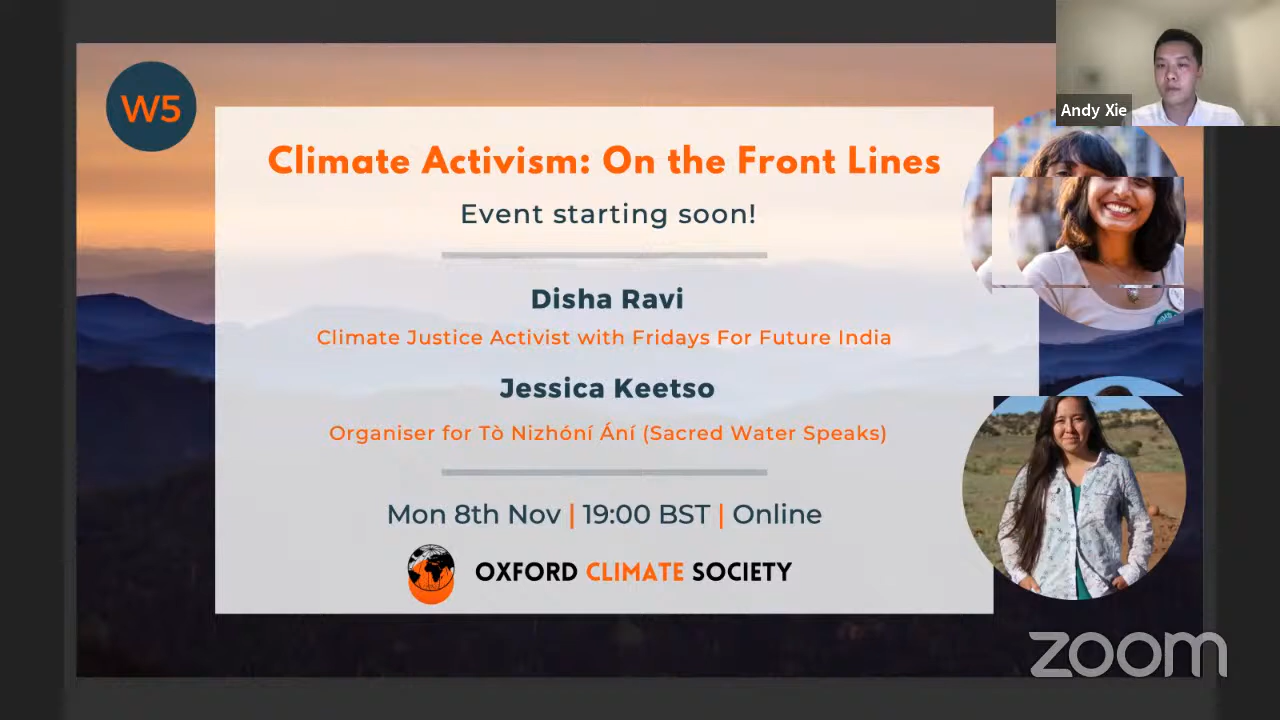 W5
Andy Xie
Climate Activism: On the Front Lines
Event starting soon!
Disha Ravi
Climate Justice Activist with Fridays For Future India
Jessica Keetso
Organiser for Tò Nizhóní Ání (Sacred Water Speaks)
Mon 8th Nov | 19:00 BST | Online
OXFORD CLIMATE SOCIETY
zoom